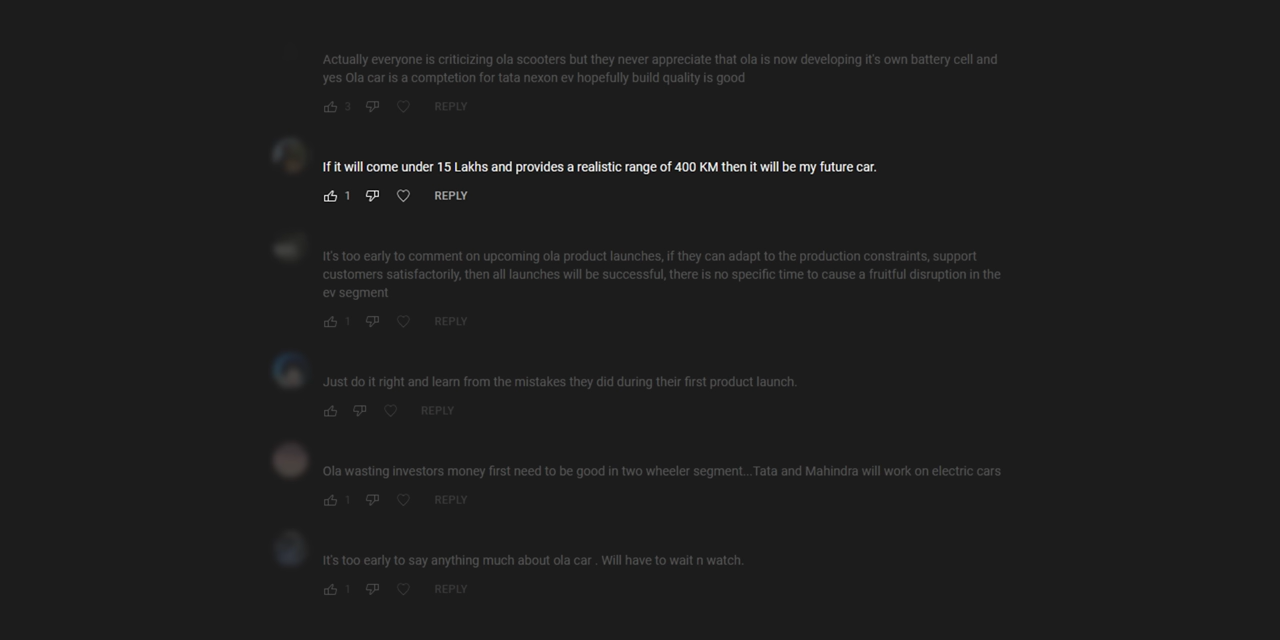 Actually everyone is criticizing ola scooters but they never appreciate that ola is now developing it's own battery cell and
yes Ola car is a comptetion for tata nexon ev hopefully build quality is good
3 REPLY
If it will come under 15 Lakhs and provides a realistic range of 400 KM then it will be my future car.
1 REPLY
It's too early to comment on upcoming ola product launches, if they can adapt to the production constraints, support
customers satisfactorily, then all launches will be successful, there is no specific time to cause a fruitful disruption in the
ev segment
1 REPLY
Just do it right and learn from the mistakes they did during their first product launch.
REPLY
Ola wasting investors money first need to be good in two wheeler segment...Tata and Mahindra will work on electric cars
1 REPLY
It's too early to say anything much about ola car . Will have to wait n watch.
1 REPLY